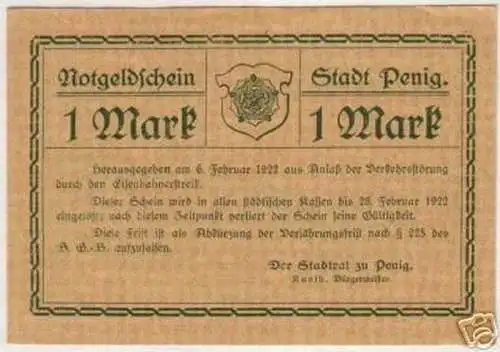 Notgeldschein
Stadt Penig.
1 Mark
1 Mark
Herausgegeben am 6. Februar 1922 aus Anlaß der Verkehrsstörung
durch den Eisenbahnerstreik.
Dieser Schein wird in allen städtischen Kassen bis 28. Februar 1922
eingelöst; nach diesem Zeitpunkt verliert der Schein seine Gültigkeit.
Diese Frist ist als Abkürzung der Verjährungsfrist nach § 225 des
B. G.-B. aufzufassen.
Der Stadtrat zu Penig.
Bürgermeister